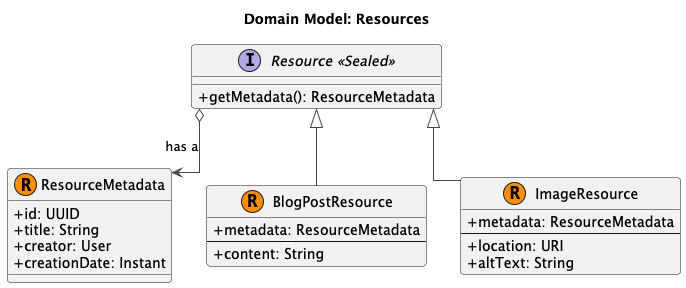 Domain Model: Resources
I Resource «Sealed»
+getMetadata(): ResourceMetadata
has a
R ResourceMetadata
+id: UUID
+title: String
+creator: User
+creationDate: Instant
R BlogPostResource
+metadata: ResourceMetadata
+content: String
R ImageResource
+metadata: ResourceMetadata
+location: URI
+altText: String